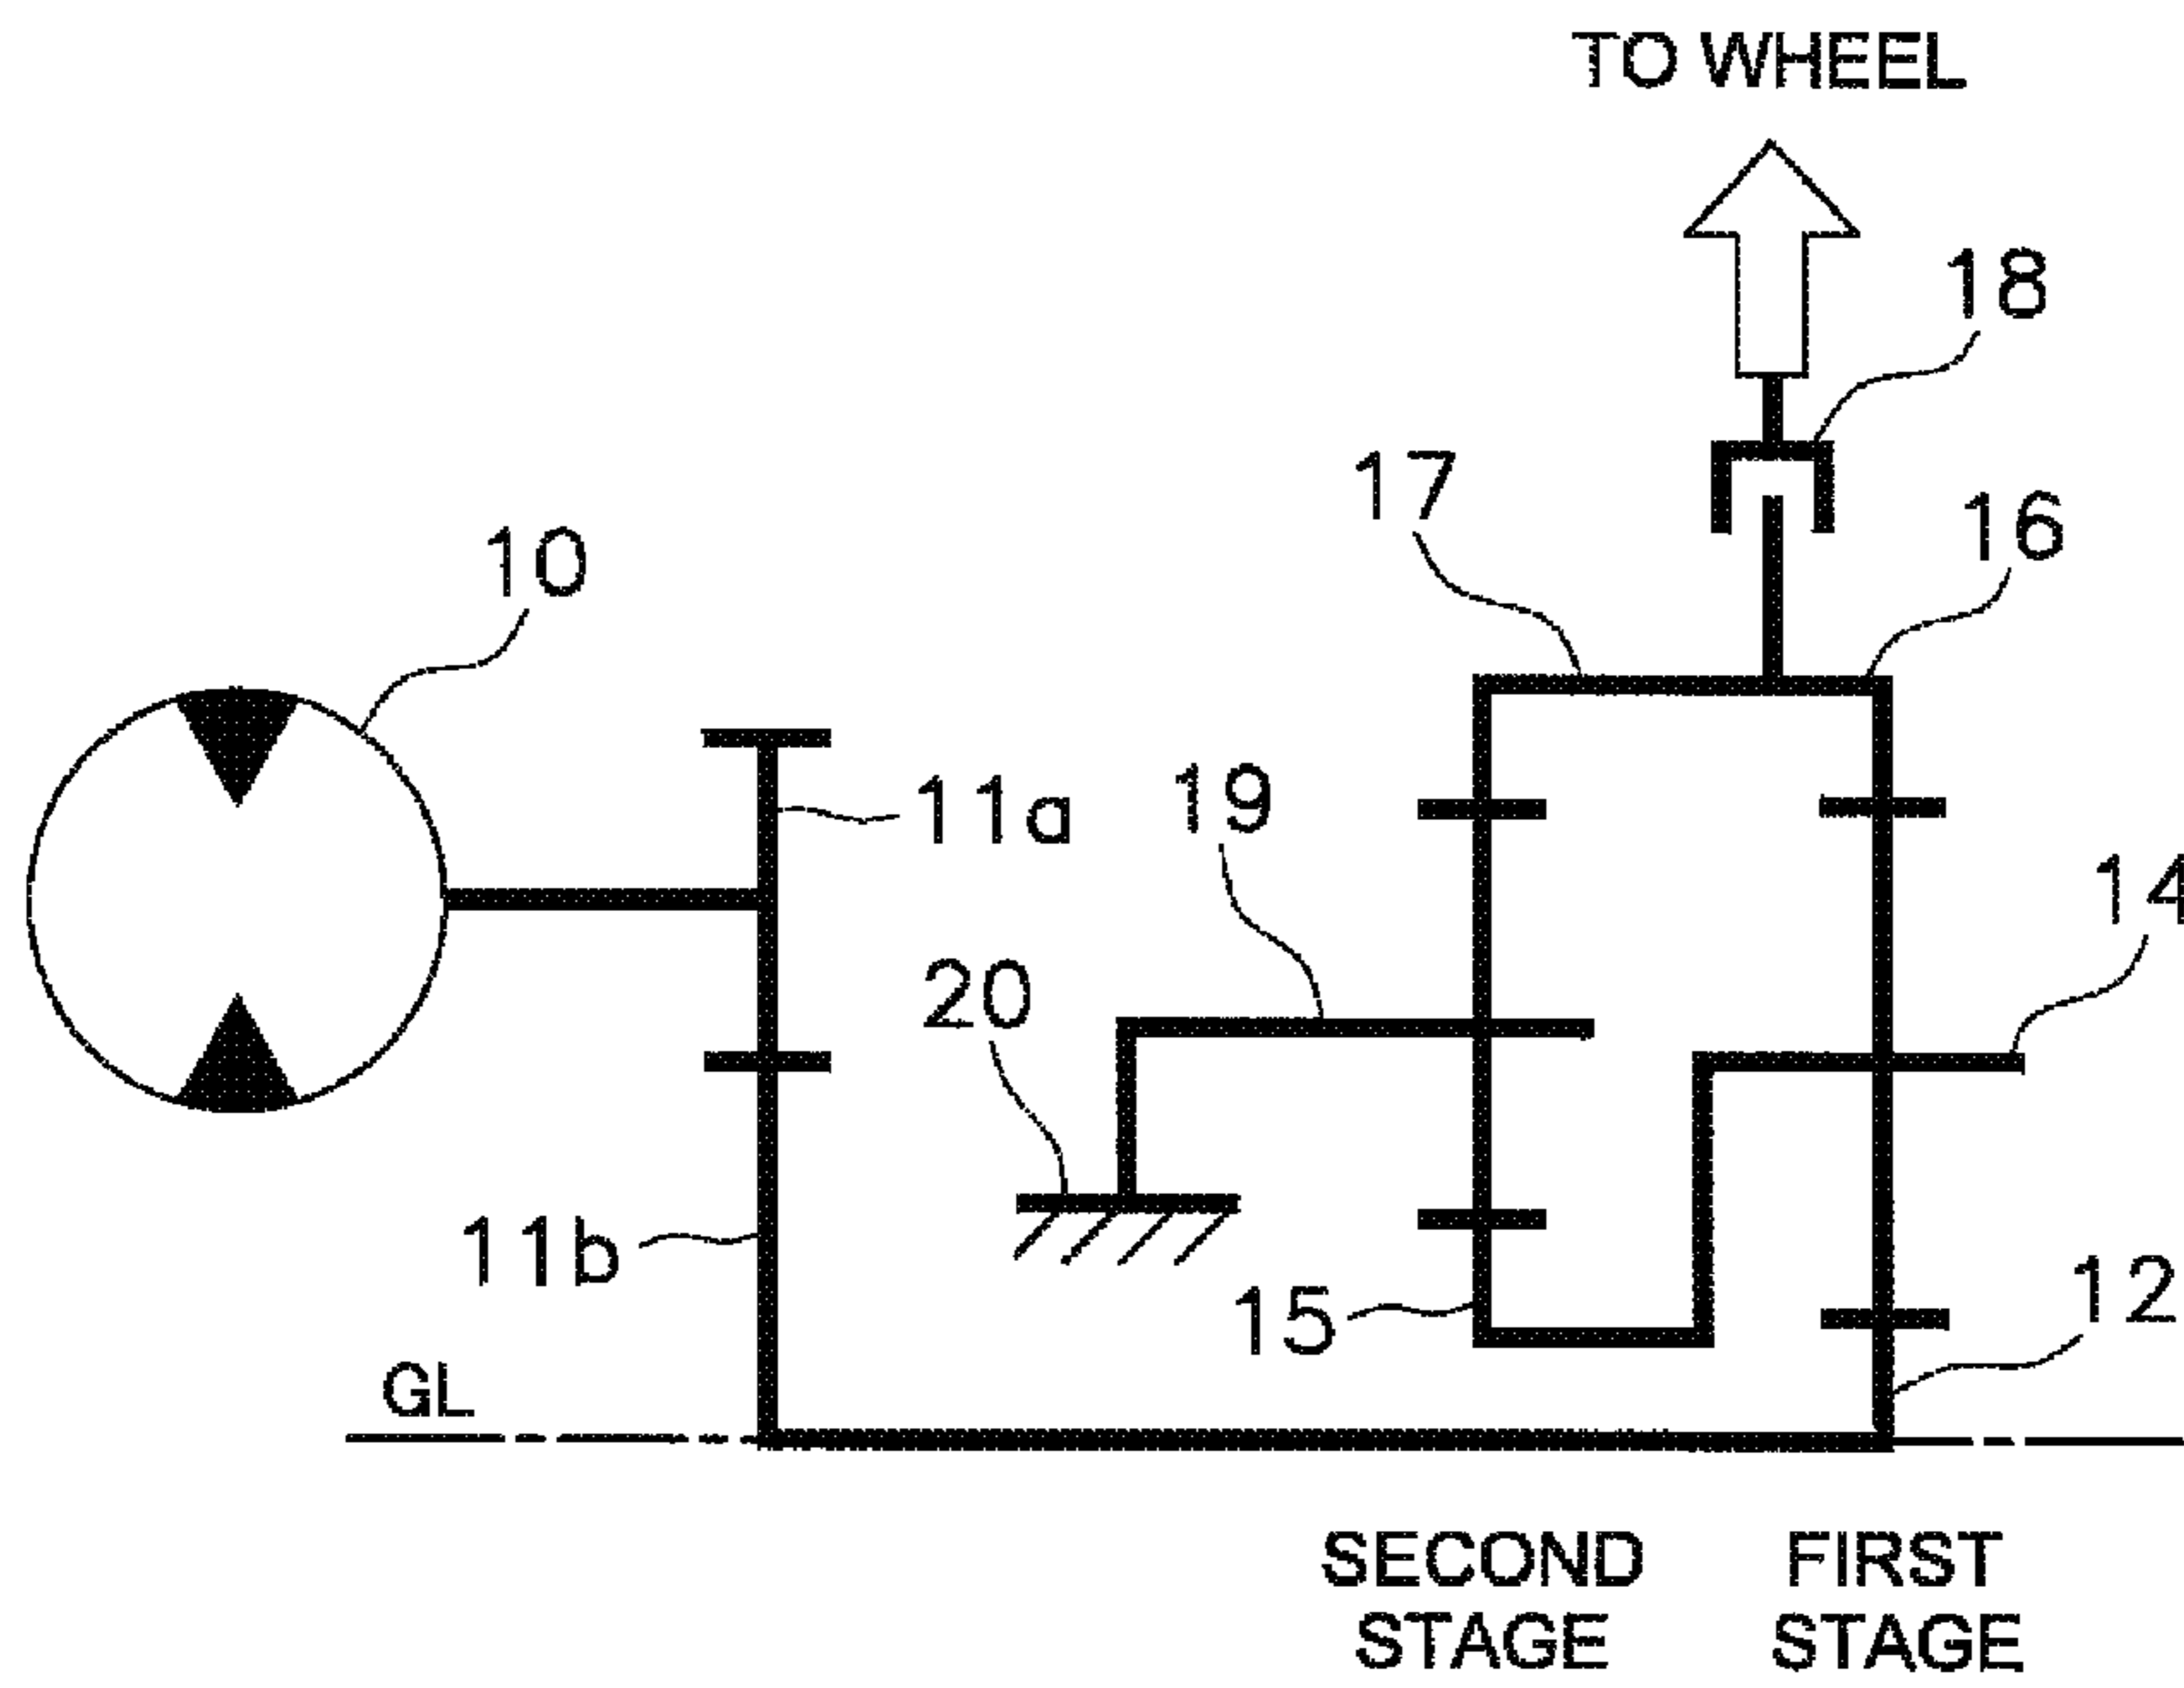 TO WHEEL
18
17
16
10
11a
19
14
20
11b
15
12
GL
SECOND STAGE
FIRST STAGE